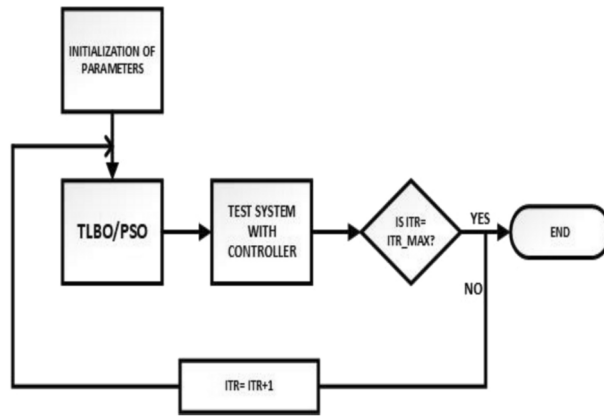 INITIALIZATION OF
PARAMETERS
TLBO/PSO
TEST SYSTEM
WITH
CONTROLLER
IS ITR=
ITR_MAX?
YES
END
NO
ITR= ITR+1